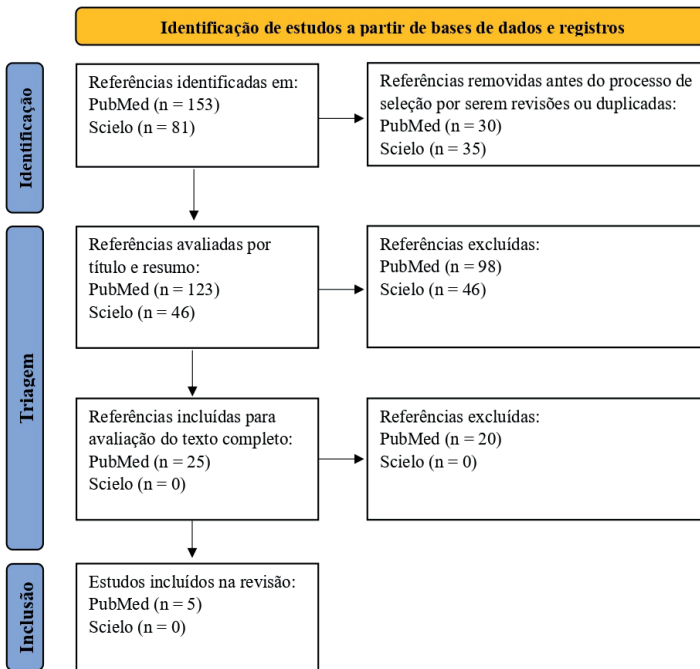 Identificação de estudos a partir de bases de dados e registros
Identificação
Referências identificadas em:
PubMed (n = 153)
Scielo (n = 81)
Referências removidas antes do processo de
seleção por serem revisões ou duplicadas:
PubMed (n = 30)
Scielo (n = 35)
Triagem
Referências avaliadas por
título e resumo:
PubMed (n = 123)
Scielo (n = 46)
Referências excluídas:
PubMed (n = 98)
Scielo (n = 46)
Referências incluídas para
avaliação do texto completo:
PubMed (n = 25)
Scielo (n = 0)
Referências excluídas:
PubMed (n = 20)
Scielo (n = 0)
Inclusão
Estudos incluídos na revisão:
PubMed (n = 5)
Scielo (n = 0)